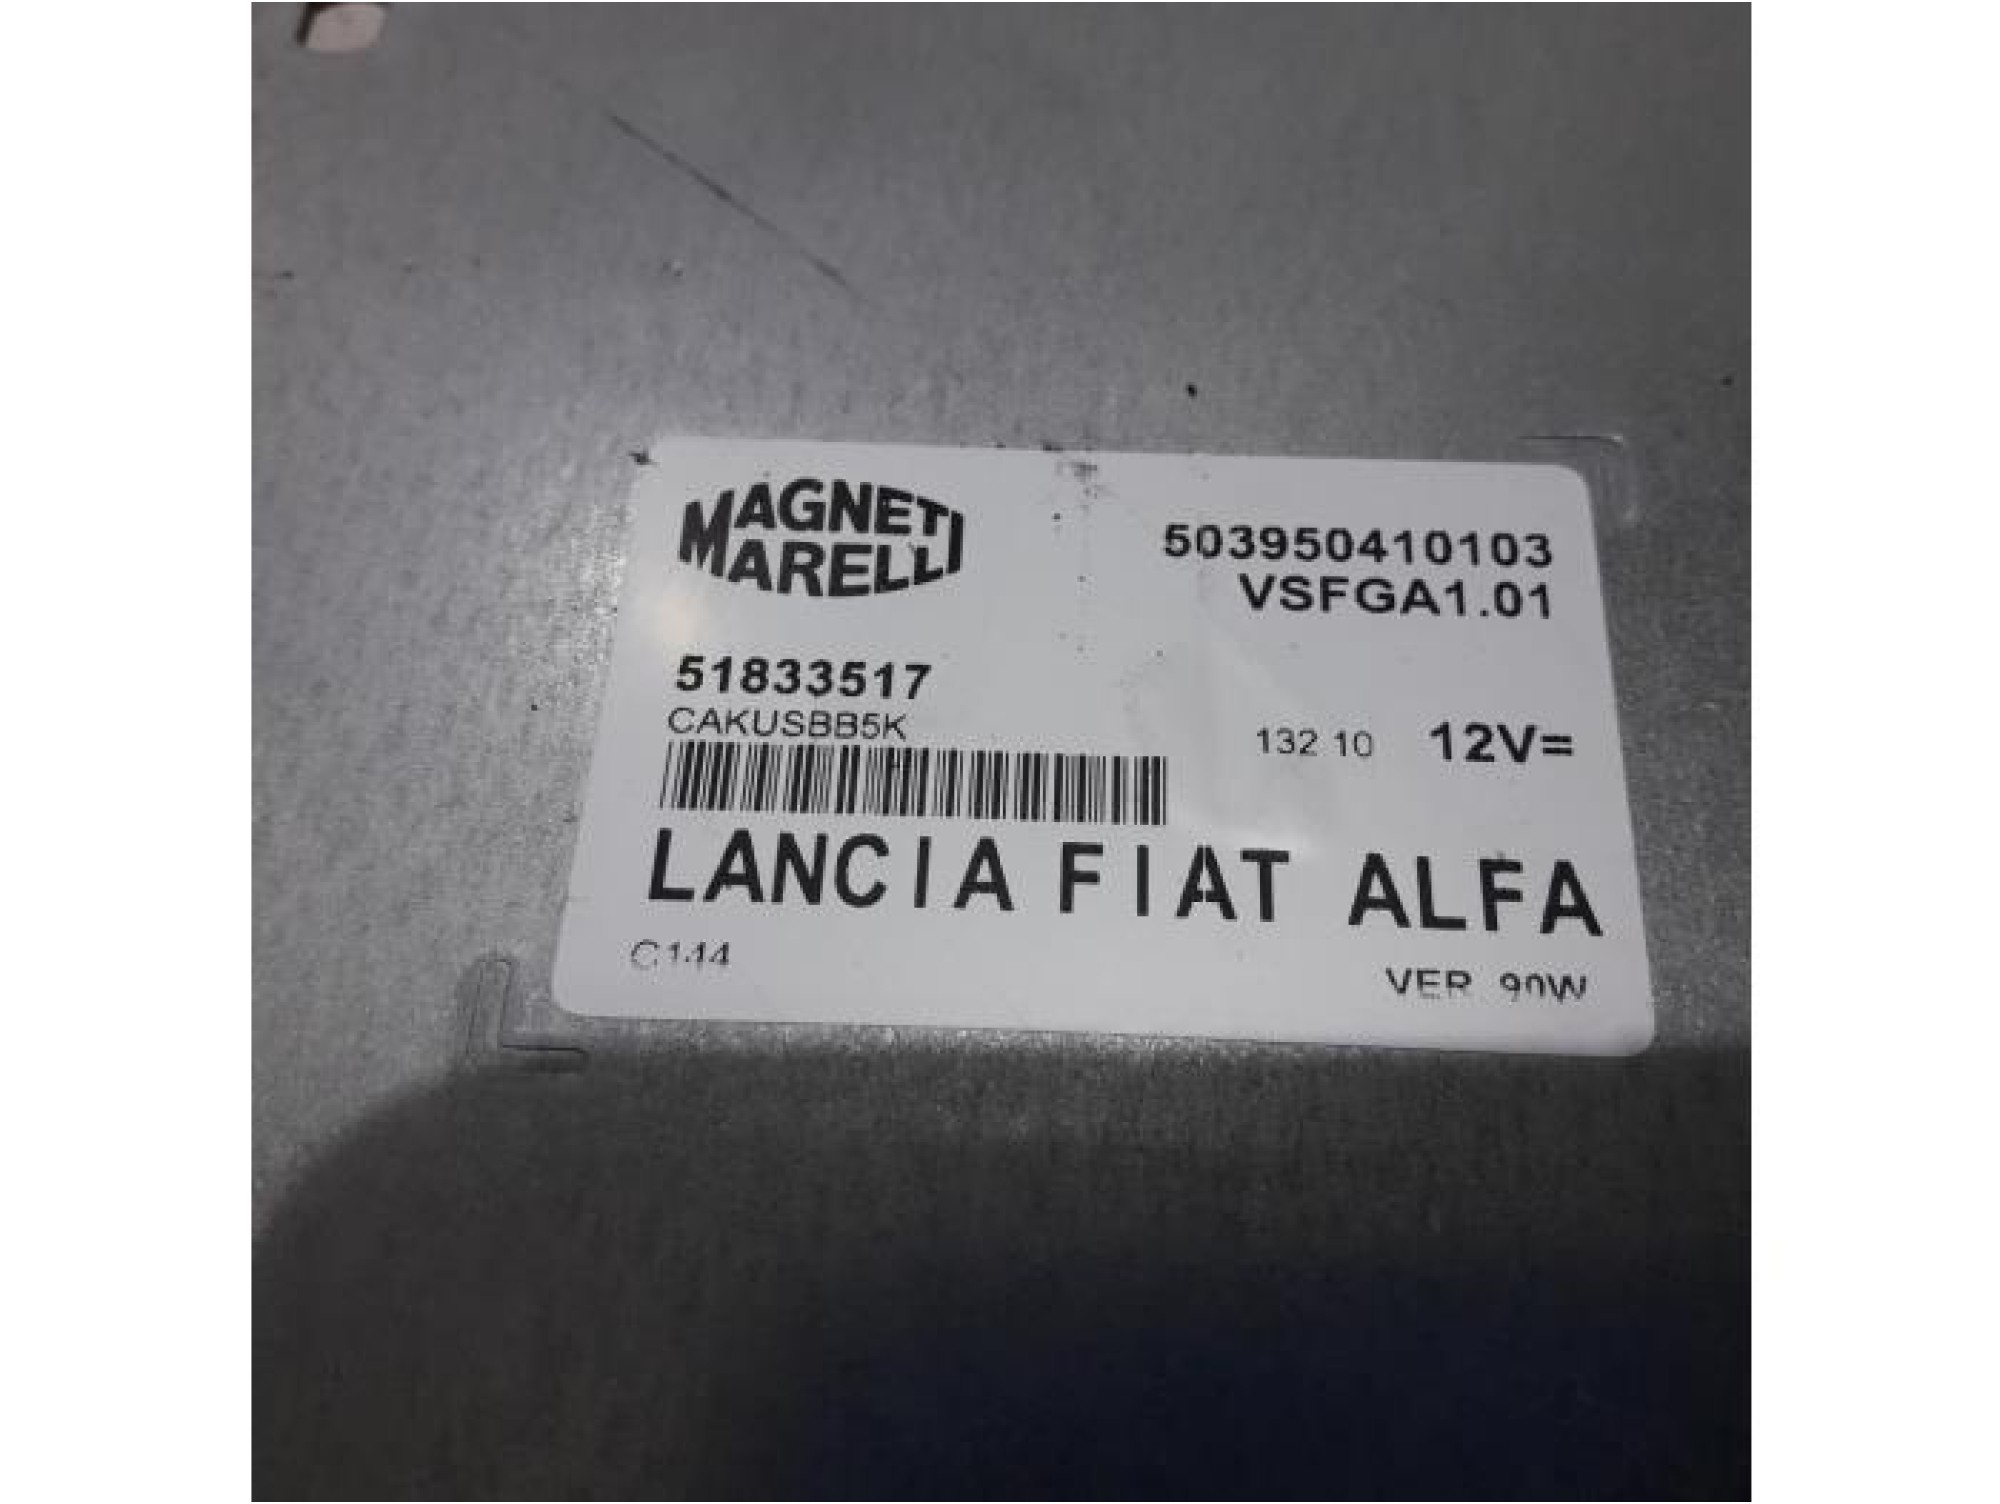 MAGNETI
MARELLI
503950410103
VSFGA1.01
51833517
CAKUSBB5K
132 10 12V=
LANCIA FIAT ALFA
C144
VER 90W